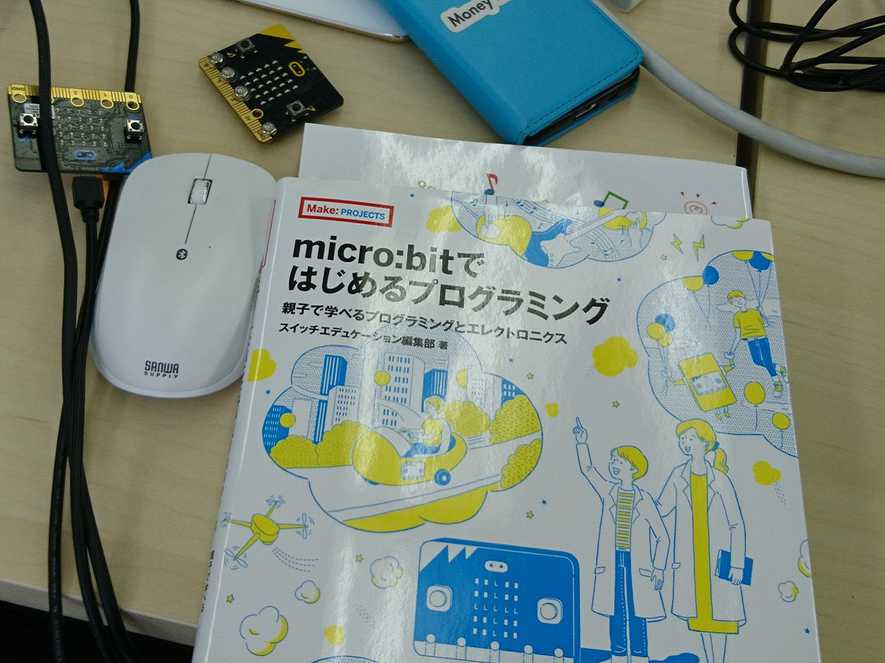 Money
Make: PROJECTS
micro:bitで
はじめるプログラミング
親子で学べるプログラミングとエレクトロニクス
スイッチエデュケーション編集部 著
SANWA
SUPPLY